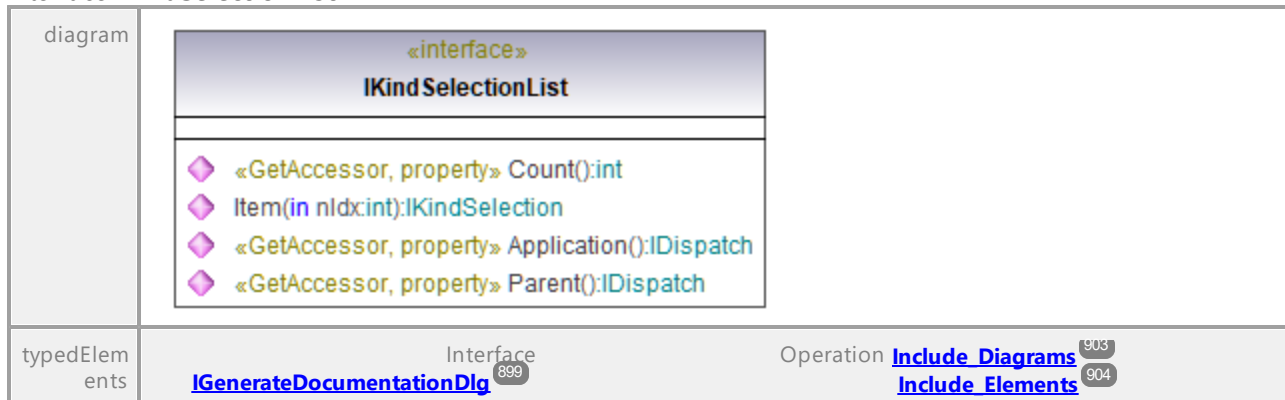 diagram
«interface»
IKindSelectionList
«GetAccessor, property» Count():int
Item(in nIdx:int):IKindSelection
«GetAccessor, property» Application():IDispatch
«GetAccessor, property» Parent():IDispatch
typedElem
ents
Interface
IGenerateDocumentationDlg 899
Operation Include_Diagrams 903
Include_Elements 904